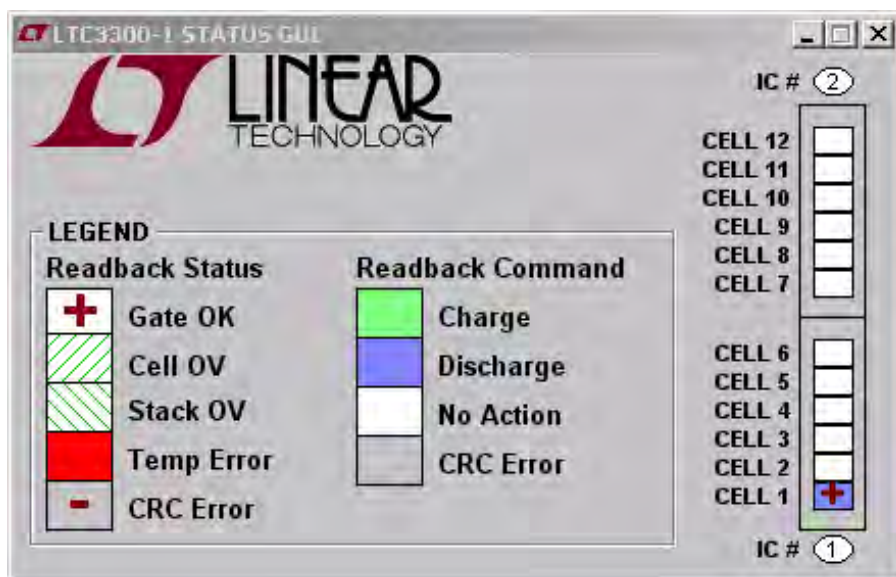 LTC3300-1 STATUS GUI
LINEAR
TECHNOLOGY
IC # 2
CELL 12
CELL 11
CELL 10
CELL 9
CELL 8
CELL 7
LEGEND
Readback Status
Gate OK
Cell OV
Stack OV
Temp Error
CRC Error
Readback Command
Charge
Discharge
No Action
CRC Error
CELL 6
CELL 5
CELL 4
CELL 3
CELL 2
CELL 1
IC # 1